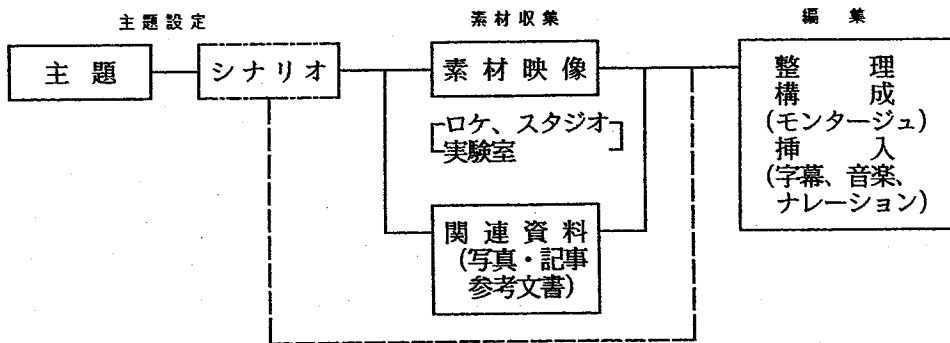 主題設定
素材収集
編集
主題
シナリオ
素材映像
ロケ、スタジオ
実験室
関連資料
(写真・記事
参考文書)
整理
構成
(モンタージュ)
挿入
(字幕、音楽、
ナレーション)